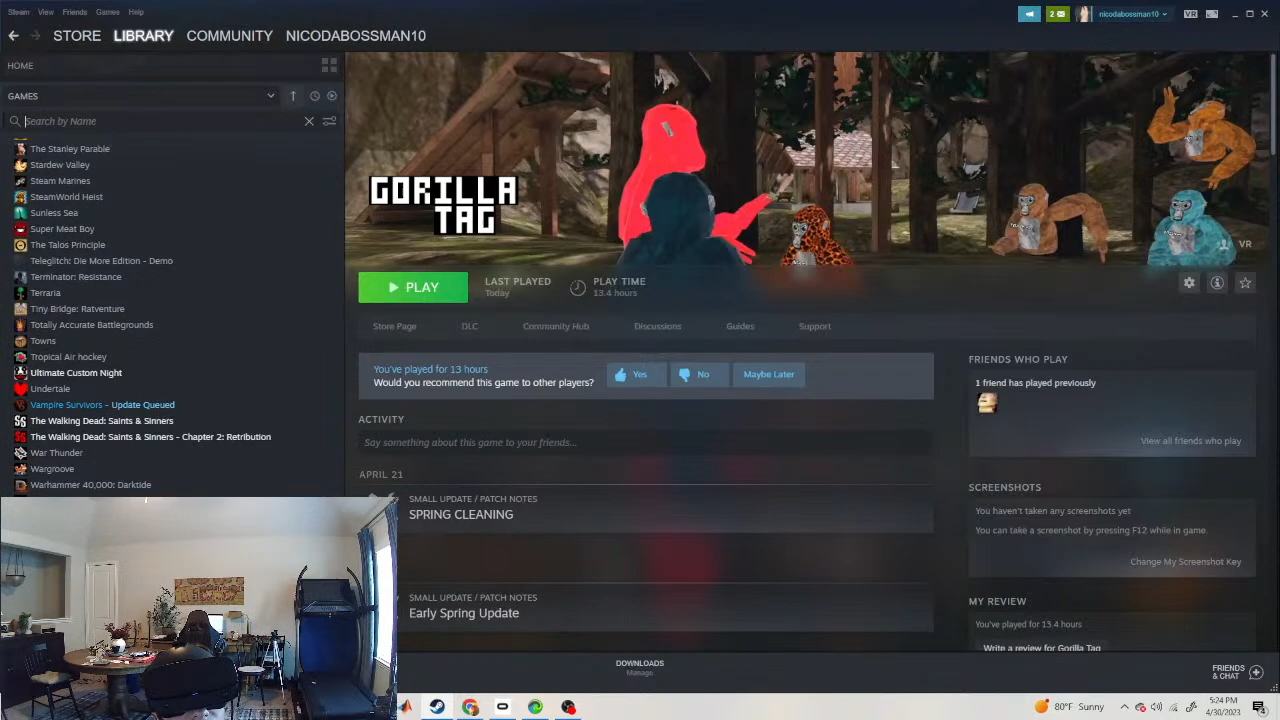 Steam View Friends Games Help
2
nicodabossman10
VR
STORE LIBRARY COMMUNITY NICODABOSSMAN10
HOME
GAMES
Search by Name
The Stanley Parable
Stardew Valley
Steam Marines
SteamWorld Heist
Sunless Sea
Super Meat Boy
The Talos Principle
Teleglitch: Die More Edition - Demo
Terminator: Resistance
Terraria
Tiny Bridge: Ratventure
Totally Accurate Battlegrounds
Towns
Tropical Air hockey
Ultimate Custom Night
Undertale
Vampire Survivors - Update Queued
The Walking Dead: Saints & Sinners
The Walking Dead: Saints & Sinners - Chapter 2: Retribution
War Thunder
Wargroove
Warhammer 40,000: Darktide
GORILLA
TAG
VR
PLAY
LAST PLAYED
Today
PLAY TIME
13.4 hours
Store Page DLC Community Hub Discussions Guides Support
You've played for 13 hours
Would you recommend this game to other players?
Yes No Maybe Later
ACTIVITY
Say something about this game to your friends...
APRIL 21
SMALL UPDATE / PATCH NOTES
SPRING CLEANING
SMALL UPDATE / PATCH NOTES
Early Spring Update
FRIENDS WHO PLAY
1 friend has played previously
View all friends who play
SCREENSHOTS
You haven't taken any screenshots yet
You can take a screenshot by pressing F12 while in game.
Change My Screenshot Key
MY REVIEW
You've played for 13.4 hours
Write a review for Gorilla Tag
DOWNLOADS
Manage
FRIENDS
& CHAT
80°F Sunny
5:24 PM
4/30/2023